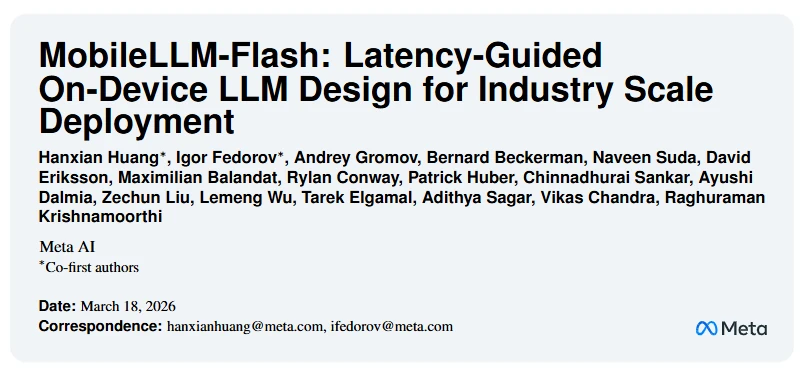 MobileLLM-Flash: Latency-Guided
On-Device LLM Design for Industry Scale
Deployment
Hanxian Huang*, Igor Fedorov*, Andrey Gromov, Bernard Beckerman, Naveen Suda, David
Eriksson, Maximilian Balandat, Rylan Conway, Patrick Huber, Chinnadhurai Sankar, Ayushi
Dalmia, Zechun Liu, Lemeng Wu, Tarek Elgamal, Adithya Sagar, Vikas Chandra, Raghuraman
Krishnamoorthi
Meta AI
*Co-first authors
Date: March 18, 2026
Correspondence: hanxianhuang@meta.com, ifedorov@meta.com
Meta